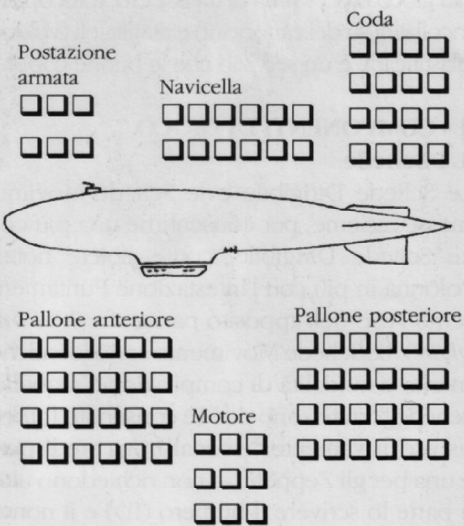 Coda
Postazione
armata
Navicella
Pallone anteriore
Pallone posteriore
Motore